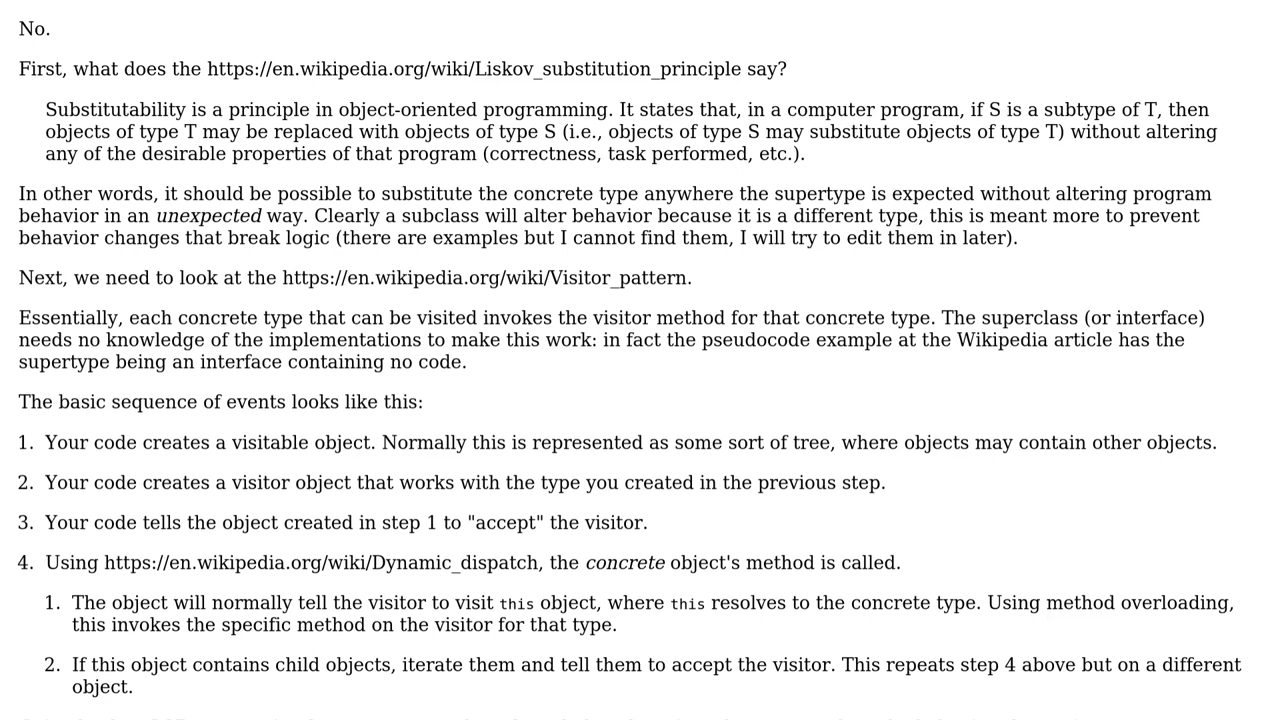 No.
First, what does the https://en.wikipedia.org/wiki/Liskov_substitution_principle say?
Substitutability is a principle in object-oriented programming. It states that, in a computer program, if S is a subtype of T, then
objects of type T may be replaced with objects of type S (i.e., objects of type S may substitute objects of type T) without altering
any of the desirable properties of that program (correctness, task performed, etc.).
In other words, it should be possible to substitute the concrete type anywhere the supertype is expected without altering program
behavior in an unexpected way. Clearly a subclass will alter behavior because it is a different type, this is meant more to prevent
behavior changes that break logic (there are examples but I cannot find them, I will try to edit them in later).
Next, we need to look at the https://en.wikipedia.org/wiki/Visitor_pattern.
Essentially, each concrete type that can be visited invokes the visitor method for that concrete type. The superclass (or interface)
needs no knowledge of the implementations to make this work: in fact the pseudocode example at the Wikipedia article has the
supertype being an interface containing no code.
The basic sequence of events looks like this:
1. Your code creates a visitable object. Normally this is represented as some sort of tree, where objects may contain other objects.
2. Your code creates a visitor object that works with the type you created in the previous step.
3. Your code tells the object created in step 1 to "accept" the visitor.
4. Using https://en.wikipedia.org/wiki/Dynamic_dispatch, the concrete object's method is called.
1. The object will normally tell the visitor to visit this object, where this resolves to the concrete type. Using method overloading,
this invokes the specific method on the visitor for that type.
2. If this object contains child objects, iterate them and tell them to accept the visitor. This repeats step 4 above but on a different
object.